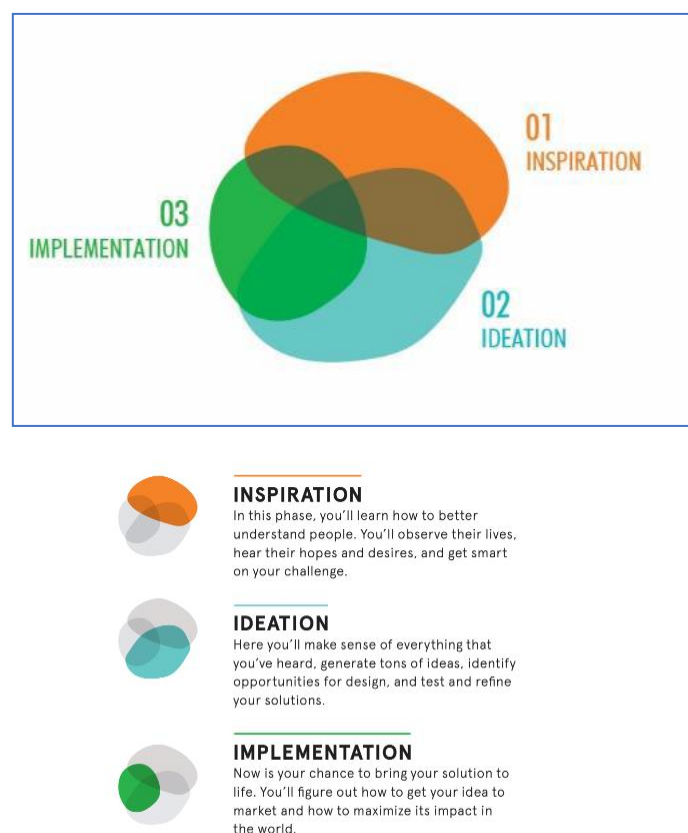 01
INSPIRATION
03
IMPLEMENTATION
02
IDEATION
INSPIRATION
In this phase, you'll learn how to better
understand people. You'll observe their lives,
hear their hopes and desires, and get smart
on your challenge.
IDEATION
Here you'll make sense of everything that
you've heard, generate tons of ideas, identify
opportunities for design, and test and refine
your solutions.
IMPLEMENTATION
Now is your chance to bring your solution to
life. You'll figure out how to get your idea to
market and how to maximize its impact in
the world.